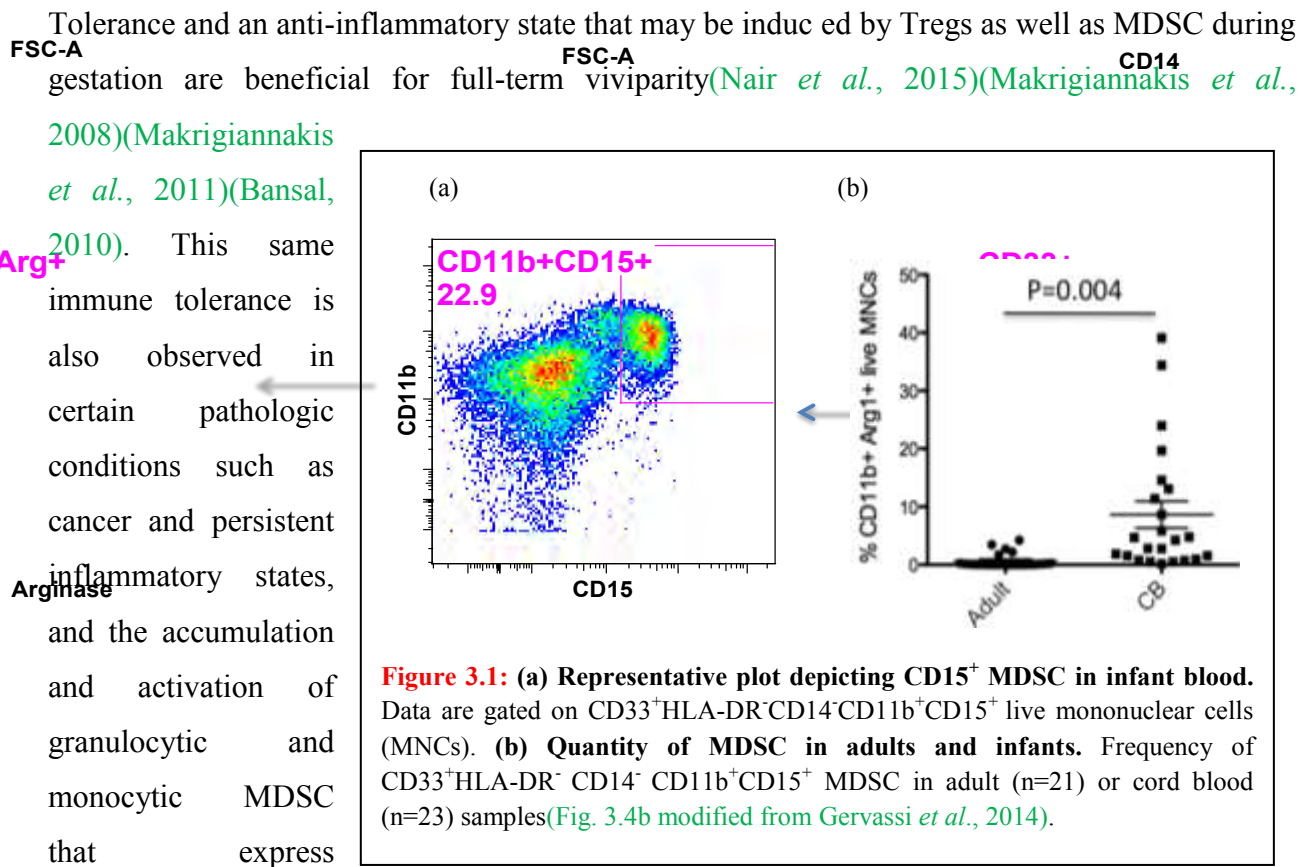 Tolerance and an anti-inflammatory state that may be induc ed by Tregs as well as MDSC during
FSC-A
FSC-A
CD14
gestation are beneficial for full-term viviparity(Nair et al., 2015)(Makrigiannakis et al.,
2008)(Makrigiannakis
et al., 2011)(Bansal,
2010). This same
Arg+
immune tolerance is
also observed in
certain pathologic
conditions such as
cancer and persistent
inflammatory states,
Arginase
and the accumulation
and activation of
granulocytic and
monocytic MDSC
that express
(a)
CD11b+CD15+
22.9
CD11b
CD15
(b)
% CD11b+ Arg1+ live MNCs
50
40
30
20
10
0
P=0.004
Adult
CB
Figure 3.1: (a) Representative plot depicting CD15⁺ MDSC in infant blood.
Data are gated on CD33⁺HLA-DR⁻CD14⁻CD11b⁺CD15⁺ live mononuclear cells
(MNCs). (b) Quantity of MDSC in adults and infants. Frequency of
CD33⁺HLA-DR⁻ CD14⁻ CD11b⁺CD15⁺ MDSC in adult (n=21) or cord blood
(n=23) samples(Fig. 3.4b modified from Gervassi et al., 2014).